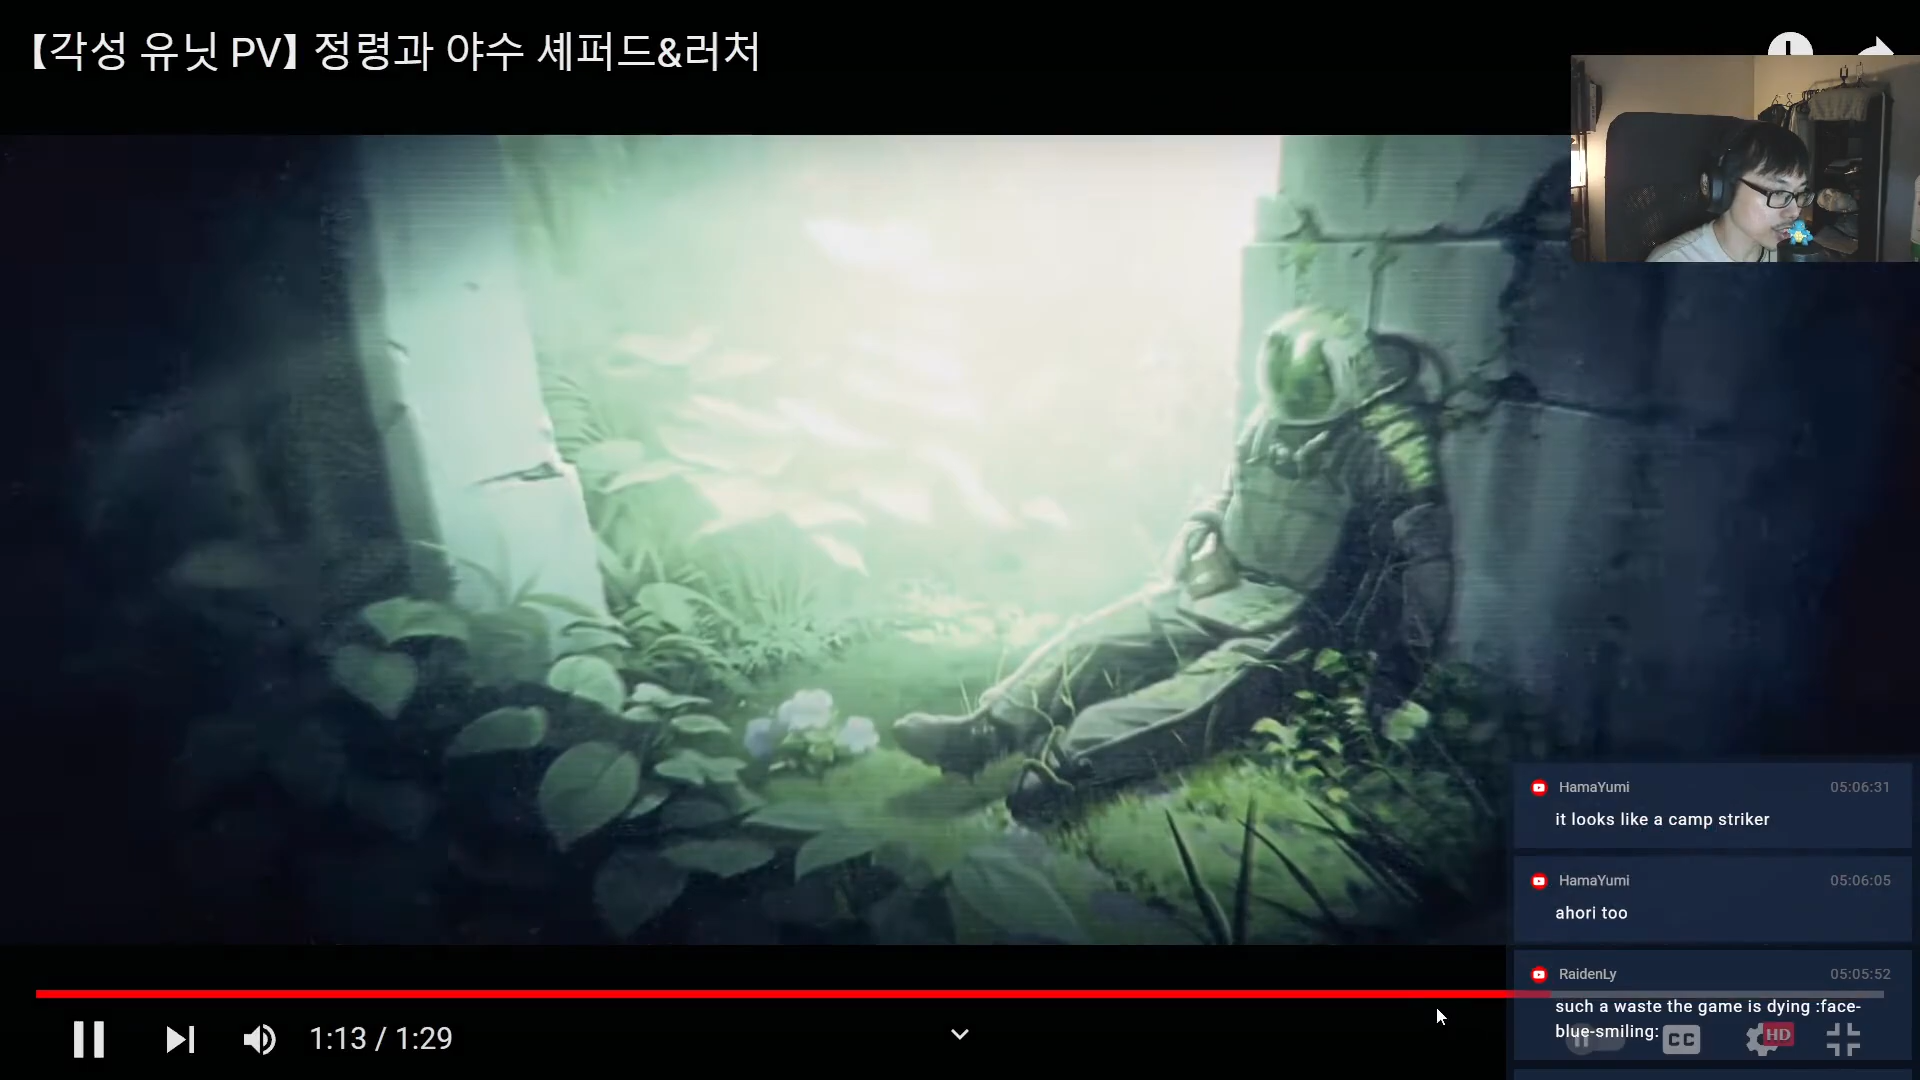 【각성 유닛 PV】 정령과 야수 셰퍼드&러처
HamaYumi 05:06:31
it looks like a camp striker
HamaYumi 05:06:05
ahori too
RaidenLy 05:05:52
such a waste the game is dying :face-
blue-smiling:
1:13 / 1:29
CC
HD